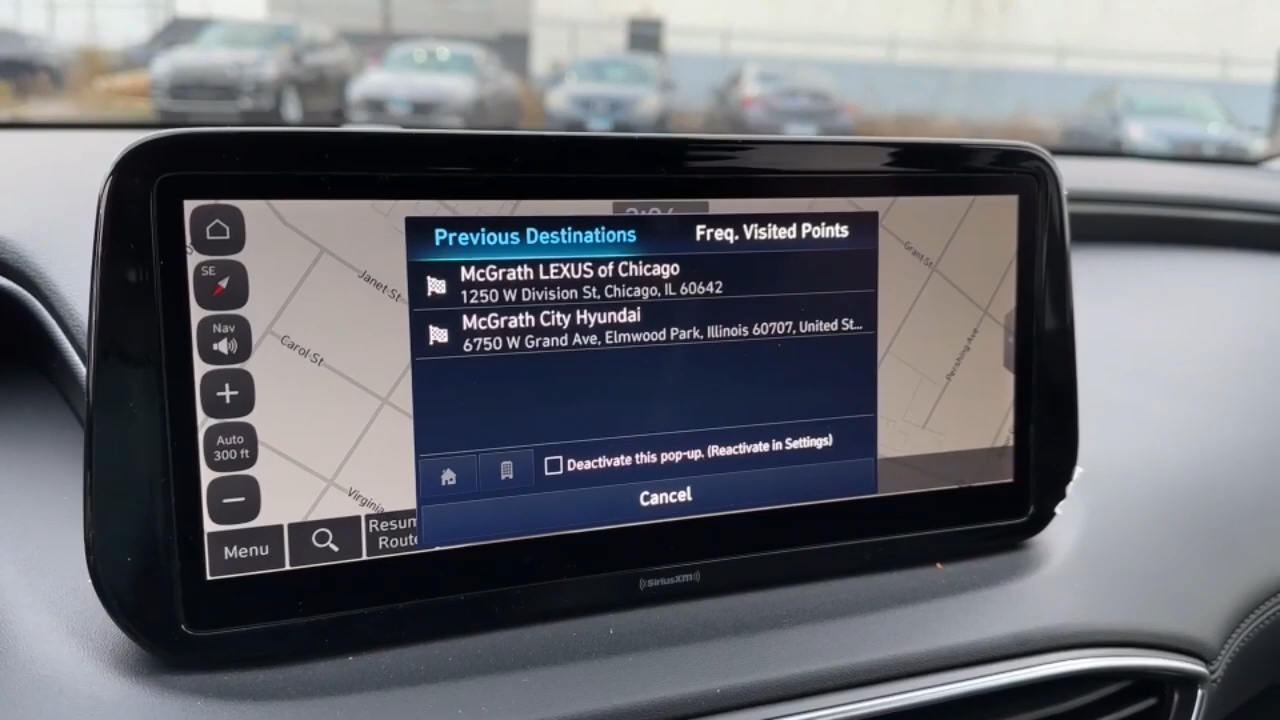 Previous Destinations
Freq. Visited Points
McGrath LEXUS of Chicago
1250 W Division St, Chicago, IL 60642
McGrath City Hyundai
6750 W Grand Ave, Elmwood Park, Illinois 60707, United St...
Deactivate this pop-up. (Reactivate in Settings)
Cancel
SE
Nav
Auto
300 ft
Menu
Resum
Route
Janet St
Carol St
Virginia
Grant St
Pershing Ave
SiriusXM